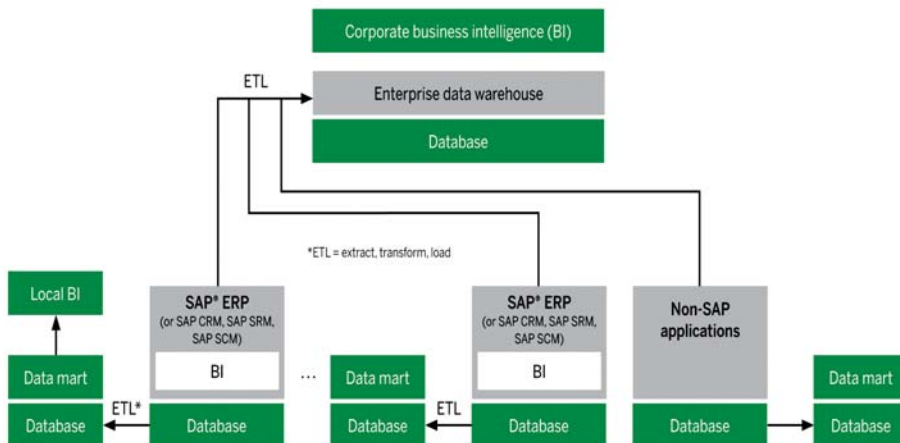 Corporate business intelligence (BI)
ETL
Enterprise data warehouse
Database
*ETL = extract, transform, load
Local BI
SAP® ERP
(or SAP CRM, SAP SRM,
SAP SCM)
BI
SAP® ERP
(or SAP CRM, SAP SRM,
SAP SCM)
BI
Non-SAP
applications
Data mart
...
Data mart
Data mart
Database
ETL*
Database
Database
ETL
Database
Database
Database